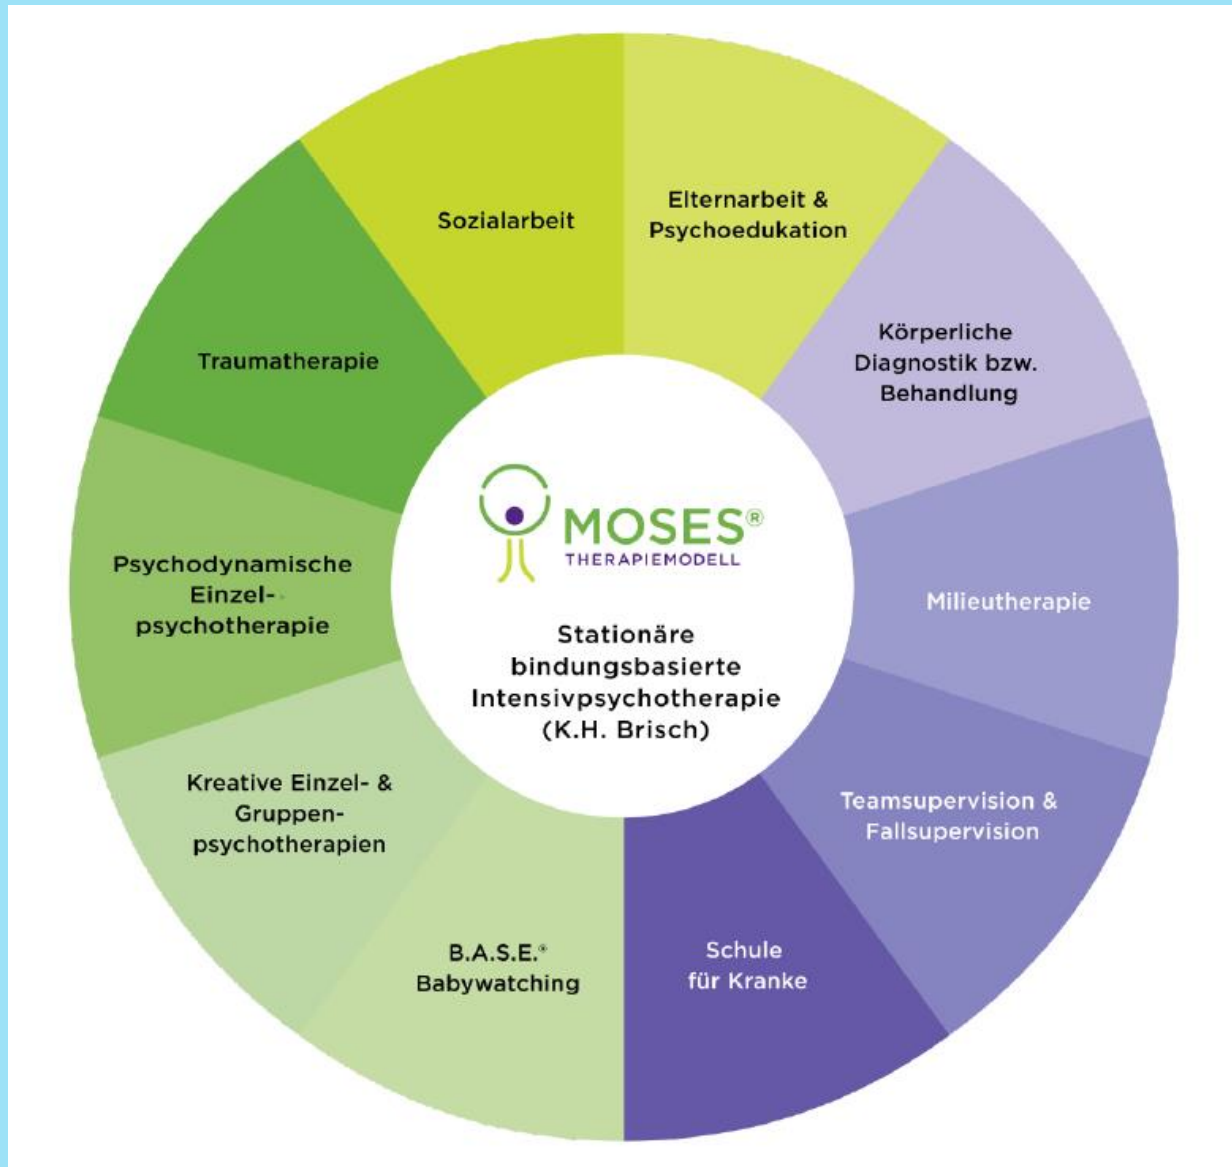 Sozialarbeit
Elternarbeit &
Psychoedukation
Körperliche
Diagnostik bzw.
Behandlung
Milieutherapie
Teamsupervision &
Fallsupervision
Schule
für Kranke
B.A.S.E.®
Babywatching
Kreative Einzel- &
Gruppen-
psychotherapien
Psychodynamische
Einzel-
psychotherapie
Traumatherapie
MOSES®
THERAPIEMODELL
Stationäre
bindungsbasierte
Intensivpsychotherapie
(K.H. Brisch)